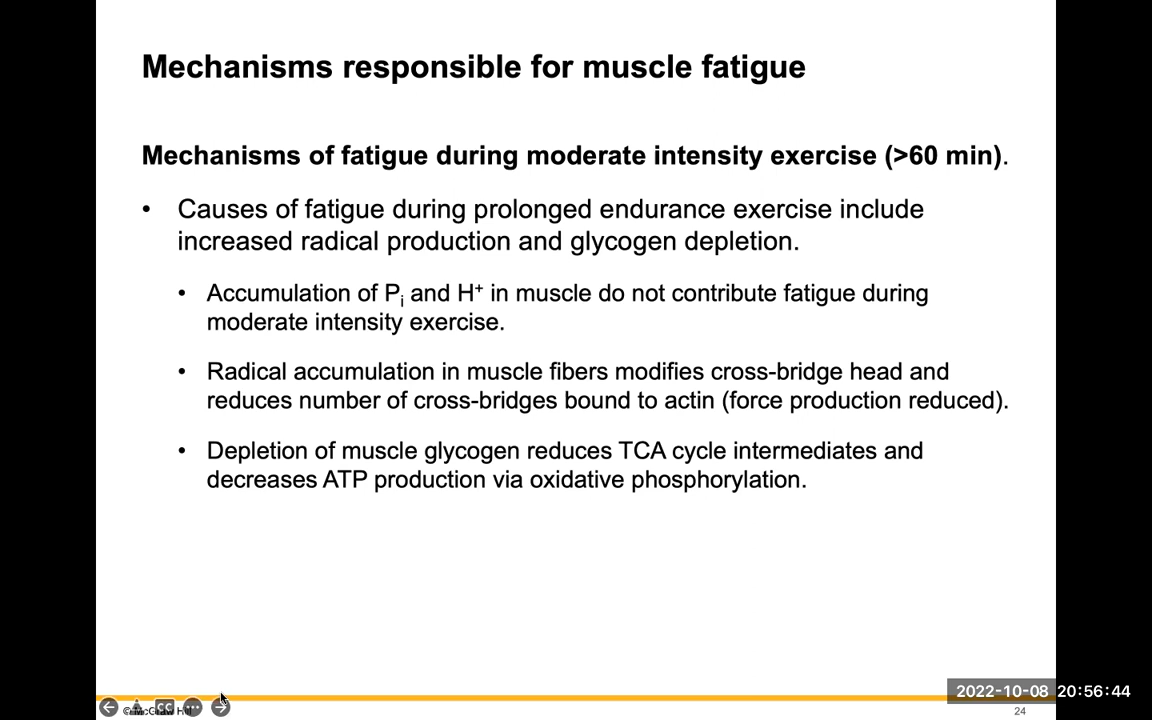 Mechanisms responsible for muscle fatigue
Mechanisms of fatigue during moderate intensity exercise (>60 min).
• Causes of fatigue during prolonged endurance exercise include
increased radical production and glycogen depletion.
• Accumulation of Pi and H⁺ in muscle do not contribute fatigue during
moderate intensity exercise.
• Radical accumulation in muscle fibers modifies cross-bridge head and
reduces number of cross-bridges bound to actin (force production reduced).
• Depletion of muscle glycogen reduces TCA cycle intermediates and
decreases ATP production via oxidative phosphorylation.
2022-10-08 20:56:44
© McGraw Hill
CC
24